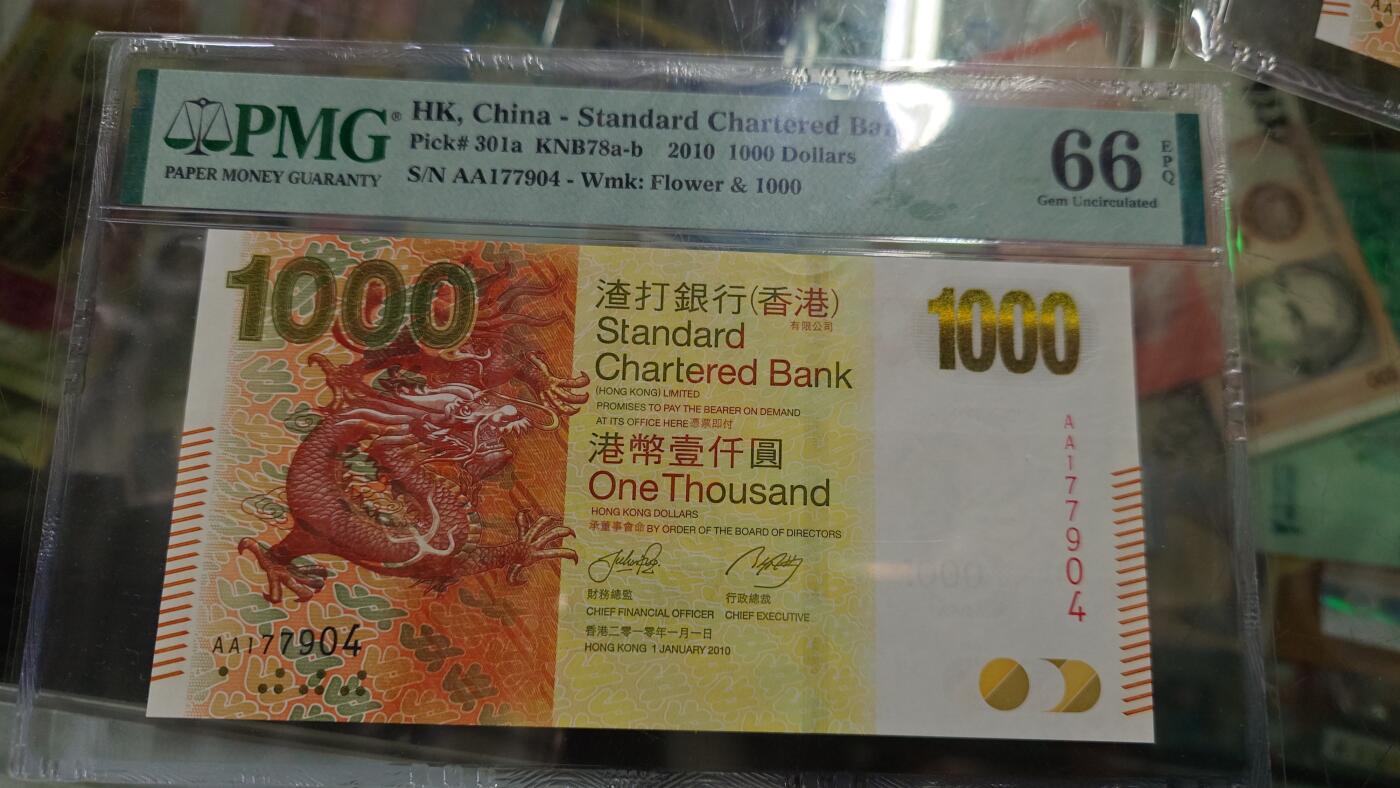 PMG®
PAPER MONEY GUARANTY
HK, China - Standard Chartered
Pick# 301a KNB78a-b 2010 1000 Dollars
S/N AA177904 - Wmk: Flower & 1000
66
EPQ
Gem Uncirculated
1000
渣打銀行(香港)
有限公司
Standard
Chartered Bank
(HONG KONG) LIMITED
PROMISES TO PAY THE BEARER ON DEMAND
AT ITS OFFICE HERE 憑票即付
港幣壹仟圓
One Thousand
HONG KONG DOLLARS
承董事會命 BY ORDER OF THE BOARD OF DIRECTORS
財務總監 行政總裁
CHIEF FINANCIAL OFFICER CHIEF EXECUTIVE
香港二零一零年一月一日
HONG KONG 1 JANUARY 2010
AA177904
1000
AA177904